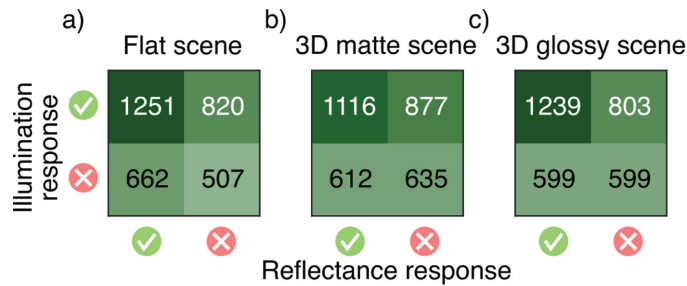 a)
Flat scene
b)
3D matte scene
c)
3D glossy scene
Illumination
response
1251 820
662 507
1116 877
612 635
1239 803
599 599
Reflectance response